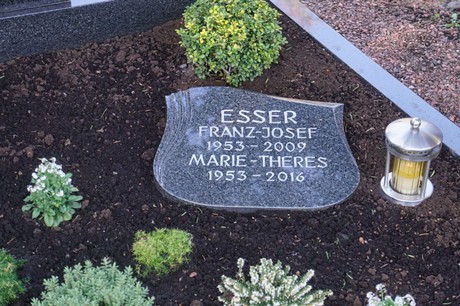 ESSER
FRANZ-JOSEF
1953 - 2009
MARIE-THERES
1953 - 2016